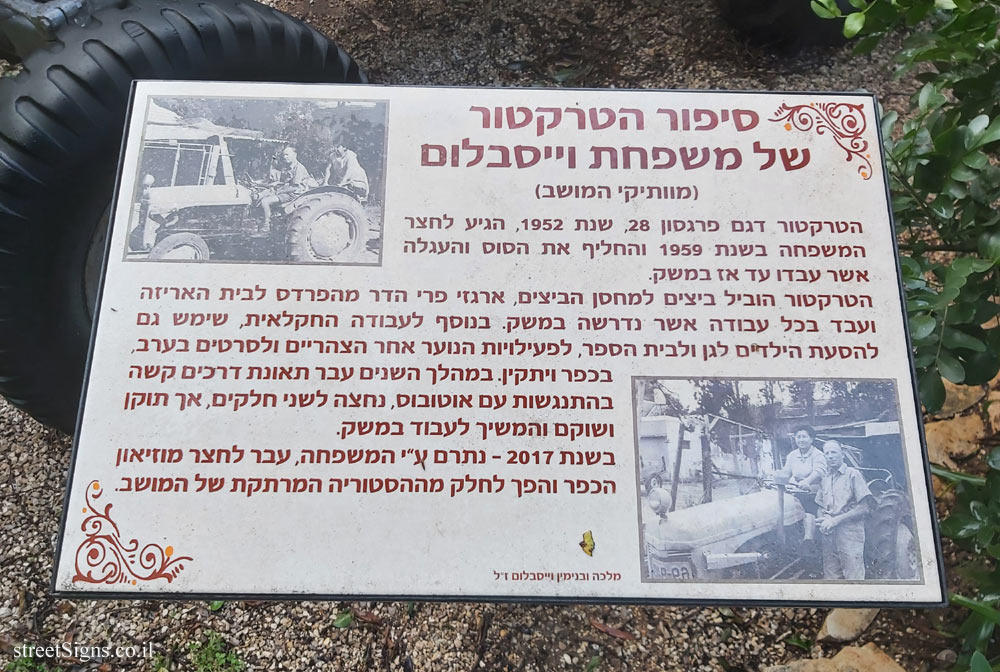 סיפור הטרקטור
של משפחת וייסבלום
(מוותיקי המושב)
הטרקטור דגם פרגסון 28, שנת 1952, הגיע לחצר
המשפחה בשנת 1959 והחליף את הסוס והעגלה
אשר עבדו עד אז במשק.
הטרקטור הוביל ביצים למחסן הביצים, ארגזי פרי הדר מהפרדס לבית האריזה
ועבד בכל עבודה אשר נדרשה במשק. בנוסף לעבודה החקלאית, שימש גם
להסעת הילדים לגן ולבית הספר, לפעילויות הנוער אחר הצהריים ולסרטים בערב,
בכפר ויתקין. במהלך השנים עבר תאונת דרכים קשה
בהתנגשות עם אוטובוס, נחצה לשני חלקים, אך תוקן
ושוקם והמשיך לעבוד במשק.
בשנת 2017 - נתרם ע"י המשפחה, עבר לחצר מוזיאון
הכפר והפך לחלק מההסטוריה המרתקת של המושב.
מלכה ובנימין וייסבלום ז"ל
streetSigns.co.il